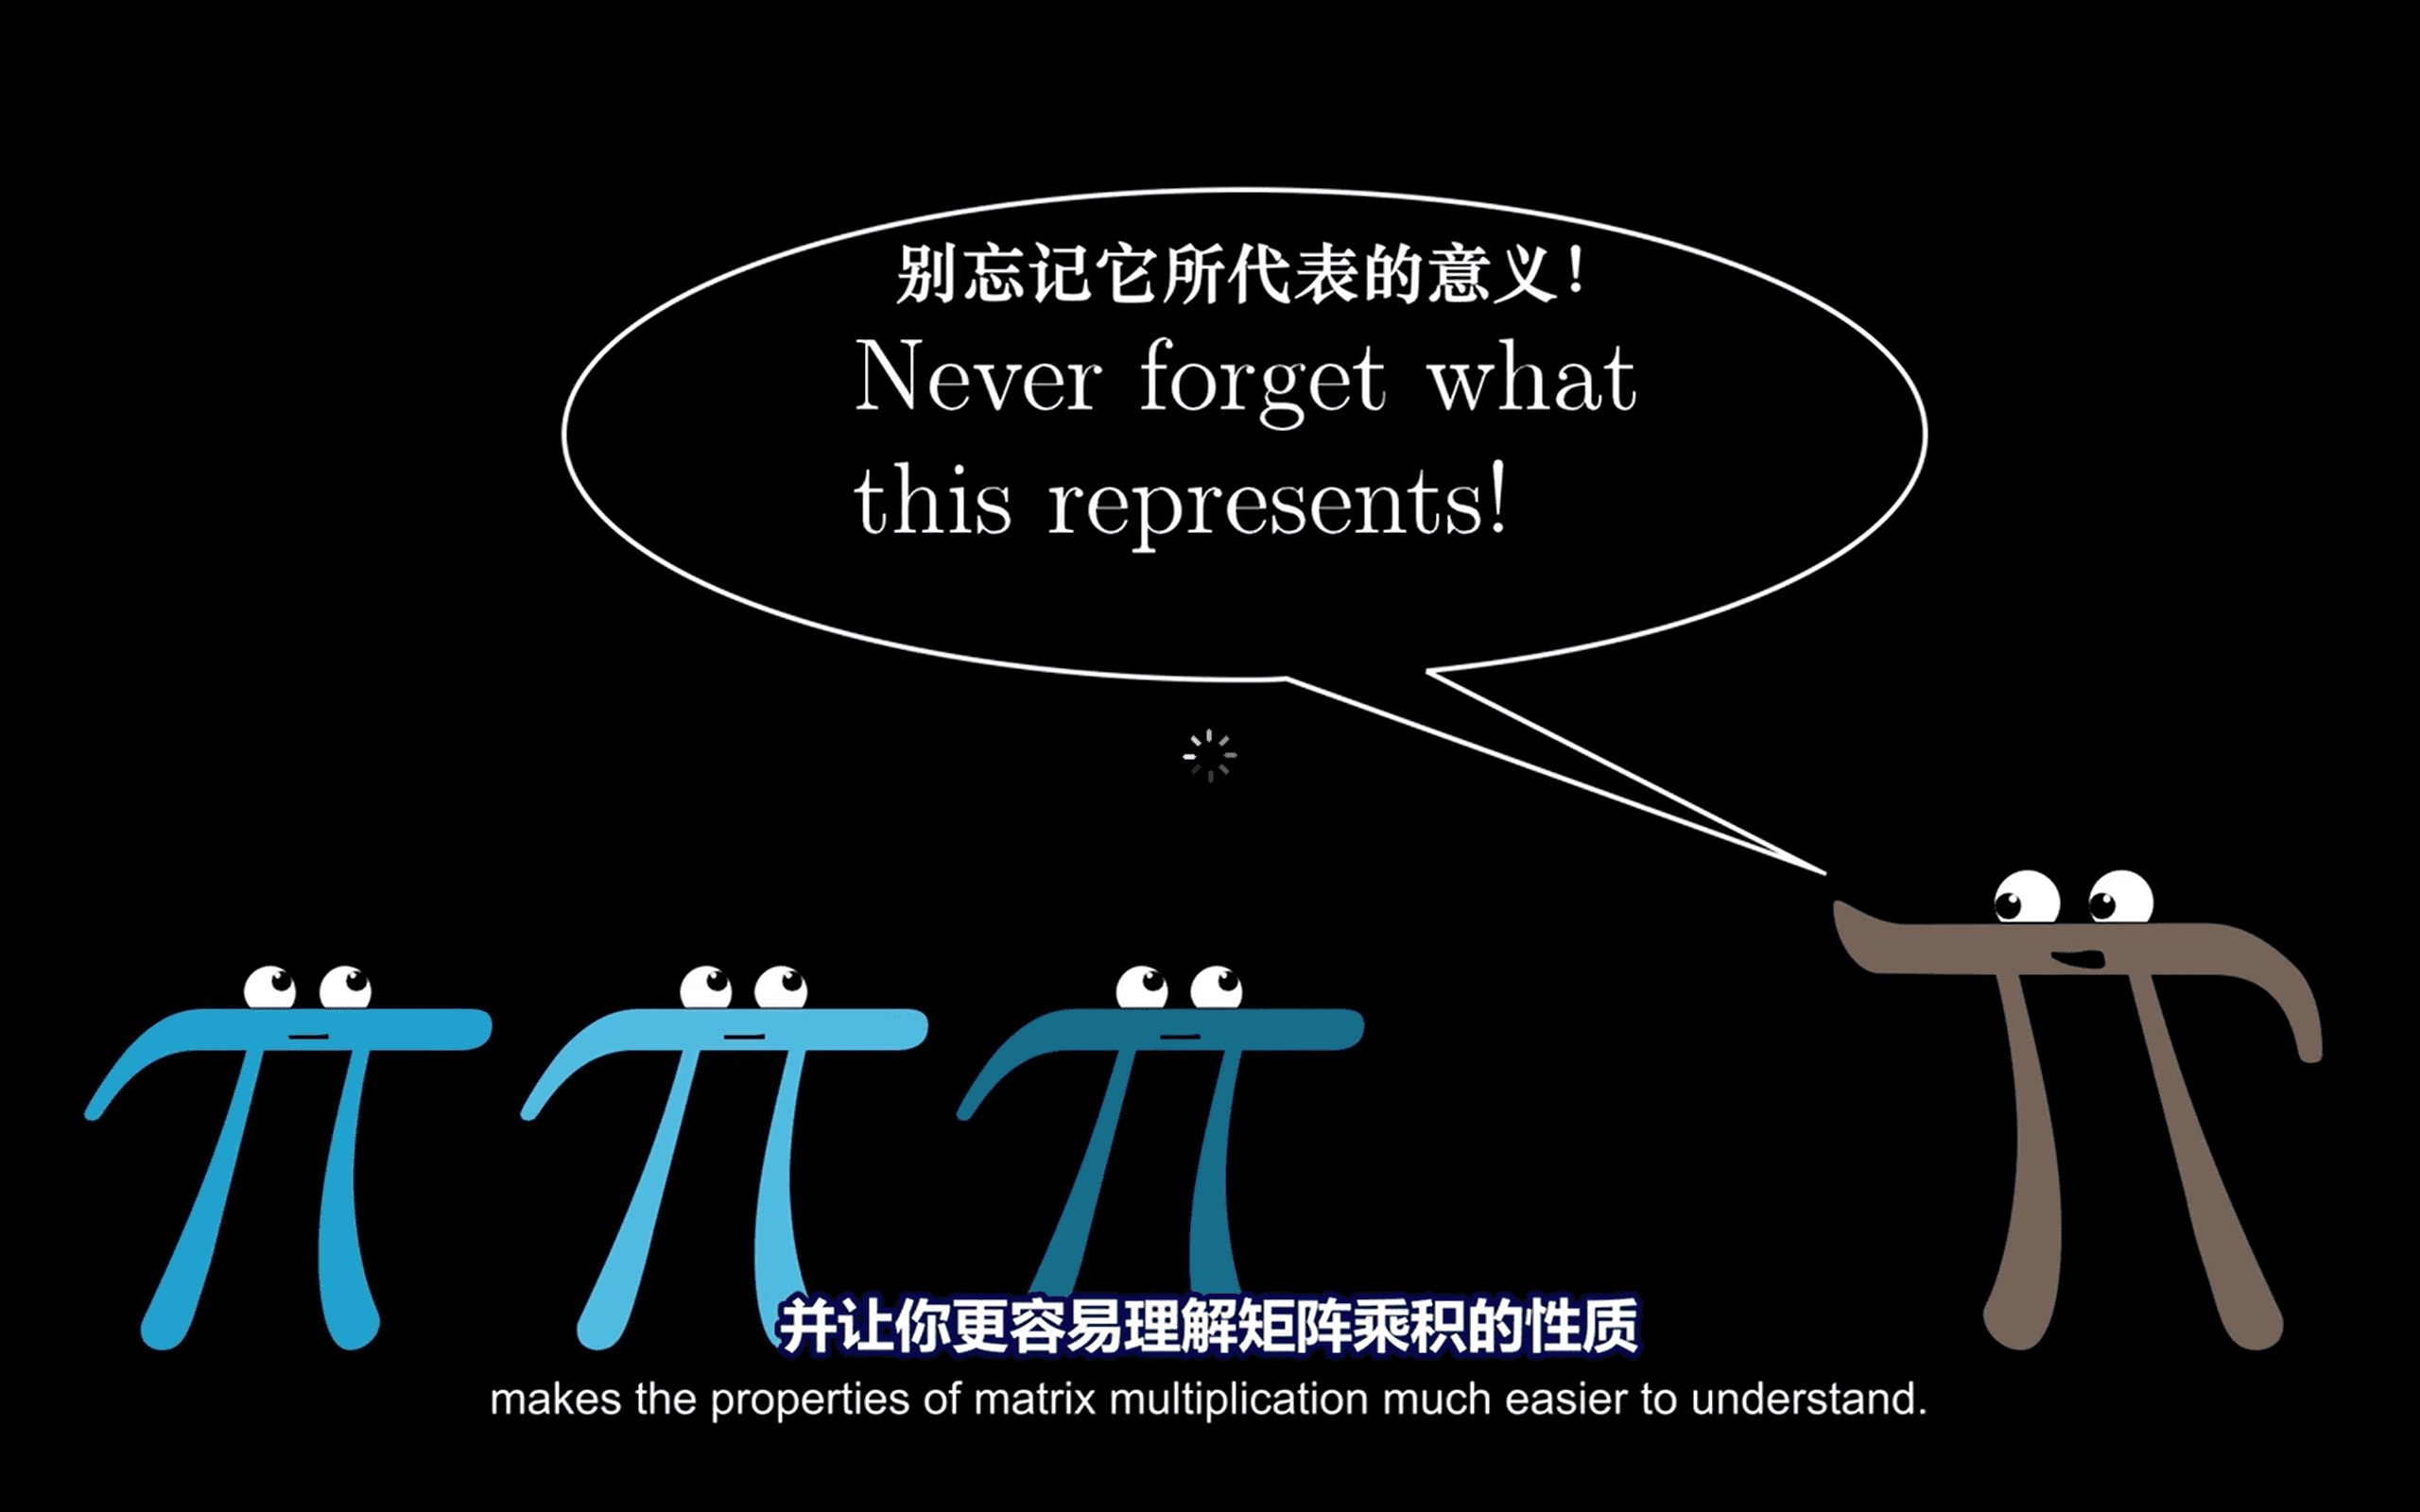 别忘记它所代表的意义！
Never forget what
this represents!
并让你更容易理解矩阵乘积的性质
makes the properties of matrix multiplication much easier to understand.